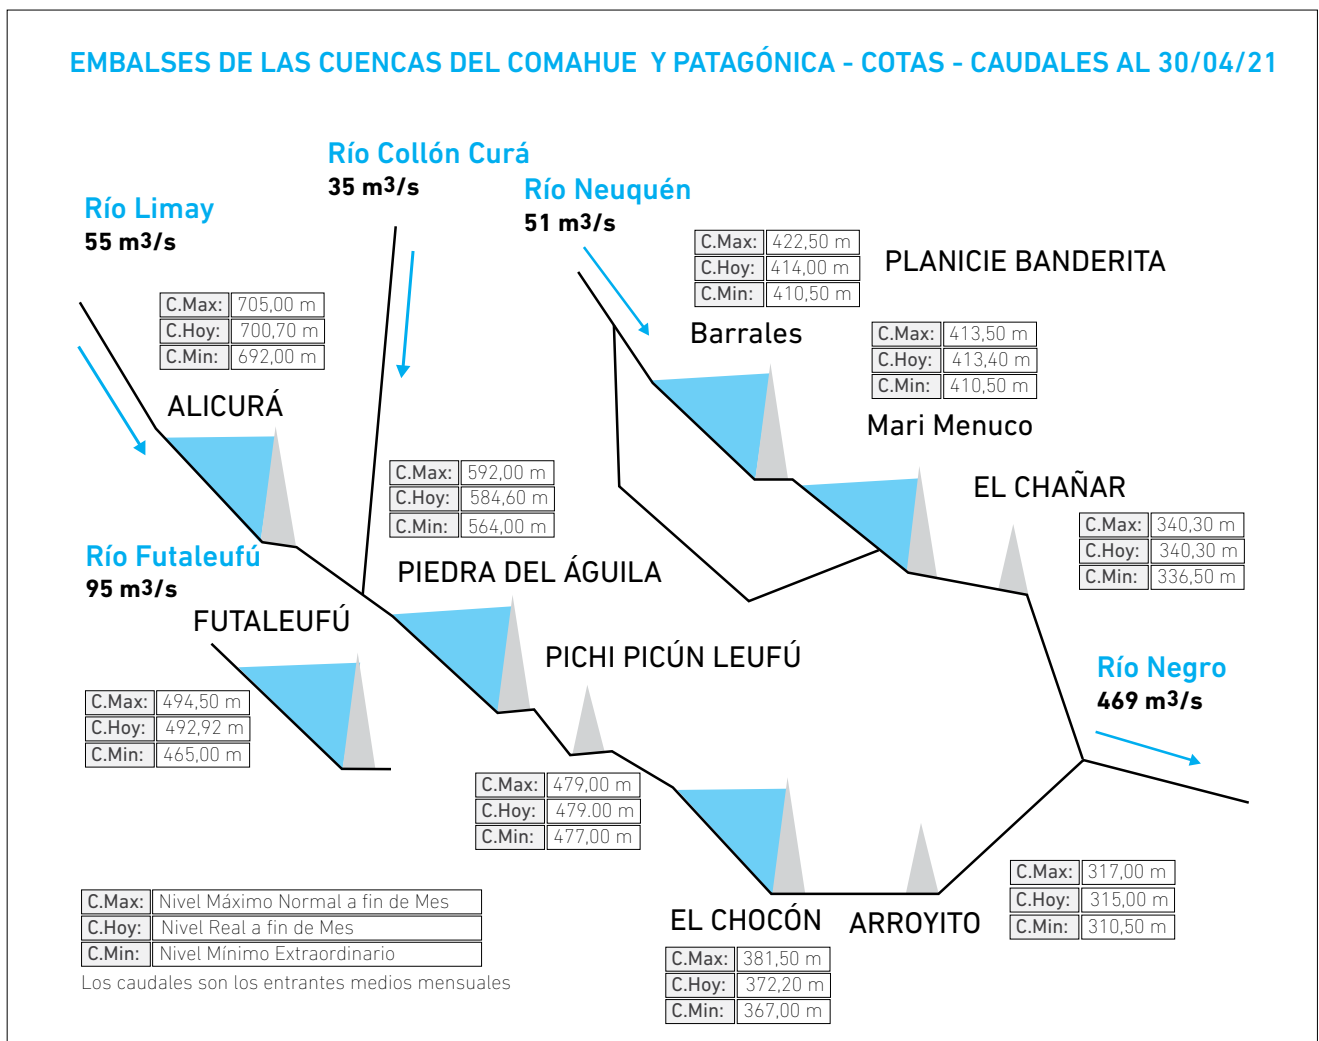 EMBALSES DE LAS CUENCAS DEL COMAHUE Y PATAGÓNICA - COTAS - CAUDALES AL 30/04/21
Río Collón Curá
35 m3/s
Río Limay
55 m3/s
Río Neuquén
51 m3/s
C.Max: 422,50 m
C.Hoy: 414,00 m
C.Min: 410,50 m
PLANICIE BANDERITA
Barrales
C.Max: 705,00 m
C.Hoy: 700,70 m
C.Min: 692,00 m
ALICURÁ
C.Max: 413,50 m
C.Hoy: 413,40 m
C.Min: 410,50 m
Mari Menuco
C.Max: 592,00 m
C.Hoy: 584,60 m
C.Min: 564,00 m
PIEDRA DEL ÁGUILA
EL CHAÑAR
C.Max: 340,30 m
C.Hoy: 340,30 m
C.Min: 336,50 m
Río Futaleufú
95 m3/s
FUTALEUFÚ
C.Max: 494,50 m
C.Hoy: 492,92 m
C.Min: 465,00 m
PICHI PICÚN LEUFÚ
C.Max: 479,00 m
C.Hoy: 479.00 m
C.Min: 477,00 m
Río Negro
469 m3/s
EL CHOCÓN
C.Max: 381,50 m
C.Hoy: 372,20 m
C.Min: 367,00 m
ARROYITO
C.Max: 317,00 m
C.Hoy: 315,00 m
C.Min: 310,50 m
C.Max: Nivel Máximo Normal a fin de Mes
C.Hoy: Nivel Real a fin de Mes
C.Min: Nivel Mínimo Extraordinario
Los caudales son los entrantes medios mensuales